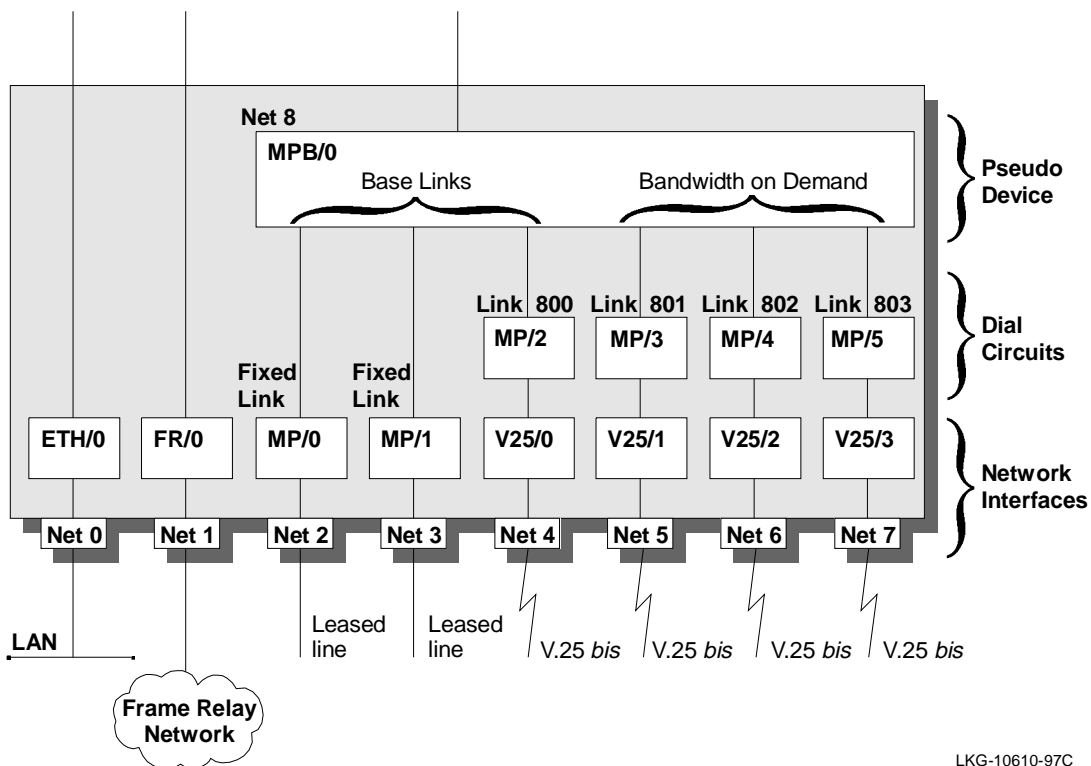 Net 8
MPB/0
Base Links
Bandwidth on Demand
Pseudo
Device
Link 800
Link 801
Link 802
Link 803
MP/2
MP/3
MP/4
MP/5
Dial
Circuits
Fixed
Link
Fixed
Link
ETH/0
FR/0
MP/0
MP/1
V25/0
V25/1
V25/2
V25/3
Network
Interfaces
Net 0
Net 1
Net 2
Net 3
Net 4
Net 5
Net 6
Net 7
LAN
Leased
line
Leased
line
V.25 bis
V.25 bis
V.25 bis
V.25 bis
Frame Relay
Network
LKG-10610-97C